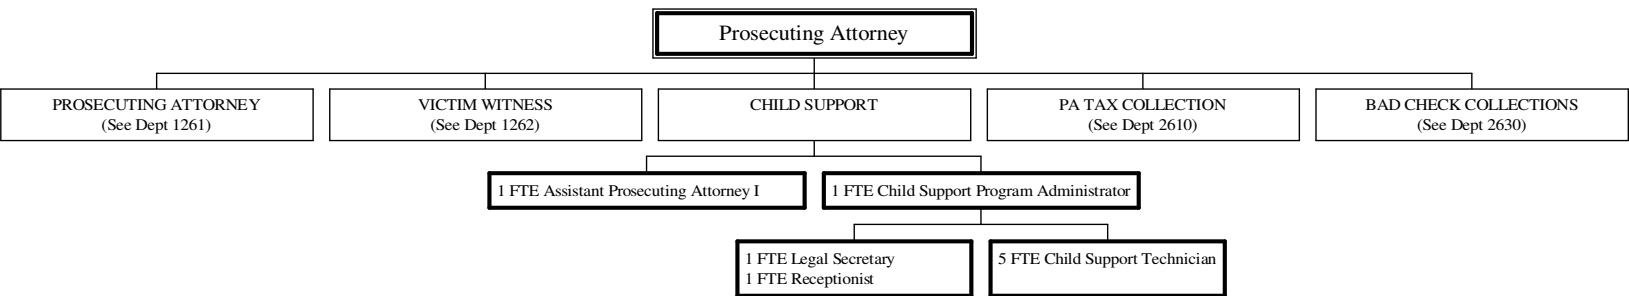 Prosecuting Attorney
PROSECUTING ATTORNEY
(See Dept 1261)
VICTIM WITNESS
(See Dept 1262)
CHILD SUPPORT
PA TAX COLLECTION
(See Dept 2610)
BAD CHECK COLLECTIONS
(See Dept 2630)
1 FTE Assistant Prosecuting Attorney I
1 FTE Child Support Program Administrator
1 FTE Legal Secretary
1 FTE Receptionist
5 FTE Child Support Technician